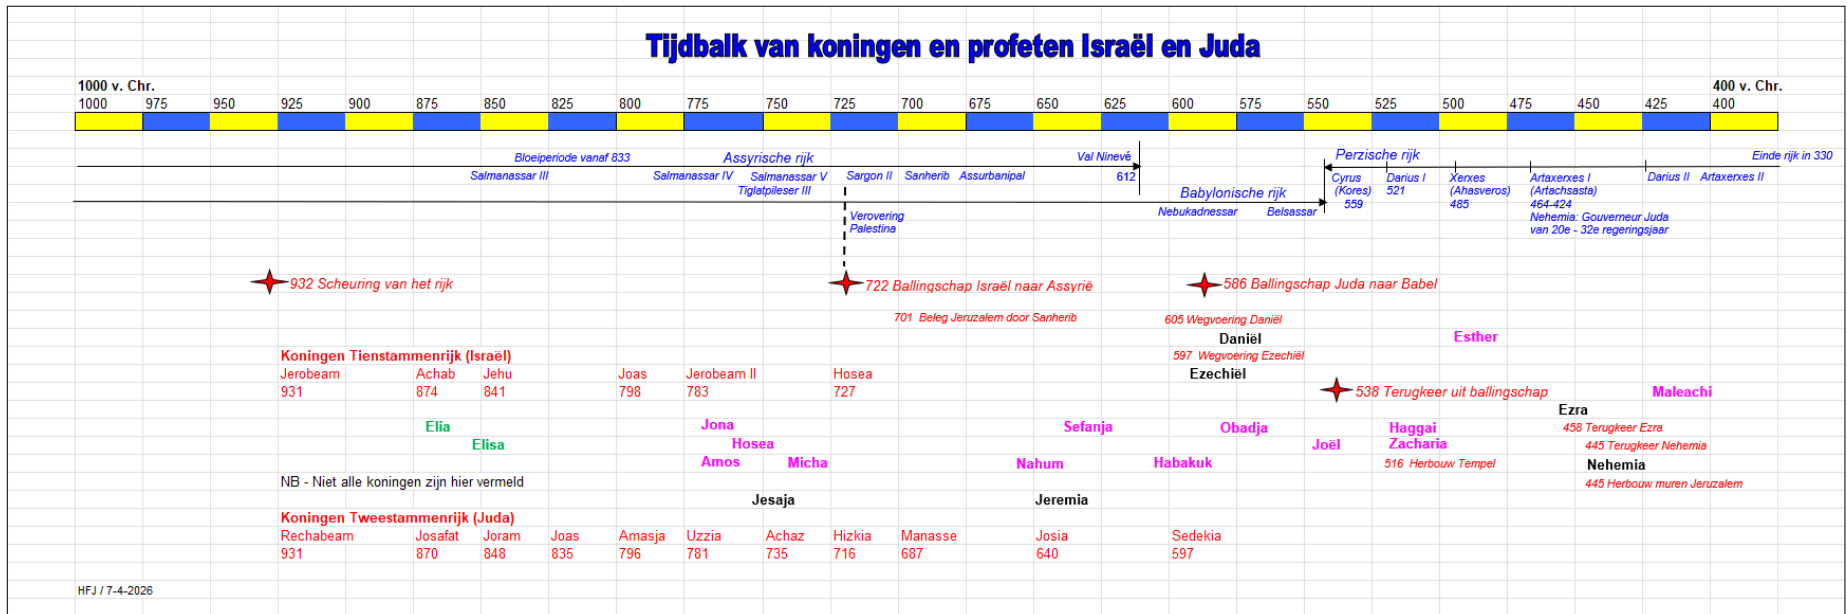 Tijdbalk van koningen en profeten Israël en Juda
1000 v. Chr. 400 v. Chr.
1000 975 950 925 900 875 850 825 800 775 750 725 700 675 650 625 600 575 550 525 500 475 450 425 400
Bloeiperiode vanaf 833 Assyrische rijk Val Ninevé Perzische rijk Einde rijk in 330
Salmanassar III Salmanassar IV Salmanassar V Sargon II Sanherib Assurbanipal 612 Cyrus Darius I Xerxes Artaxerxes I Darius II Artaxerxes II
Tiglatpileser III Babylonische rijk (Kores) 521 (Ahasveros) (Artachsasta)
559 485 464-424
Verovering Nebukadnessar Belsassar Nehemia: Gouverneur Juda
Palestina van 20e - 32e regeringsjaar
932 Scheuring van het rijk 722 Ballingschap Israël naar Assyrië 586 Ballingschap Juda naar Babel
701 Beleg Jeruzalem door Sanherib 605 Wegvoering Daniël
Daniël Esther
Koningen Tienstammenrijk (Israël) 597 Wegvoering Ezechiël
Jerobeam Achab Jehu Joas Jerobeam II Hosea Ezechiël
931 874 841 798 783 727 538 Terugkeer uit ballingschap Maleachi
Ezra
Elia Jona Sefanja Obadja Haggai 458 Terugkeer Ezra
Elisa Hosea Joël Zacharia 445 Terugkeer Nehemia
Amos Micha Nahum Habakuk 516 Herbouw Tempel Nehemia
NB - Niet alle koningen zijn hier vermeld 445 Herbouw muren Jeruzalem
Jesaja Jeremia
Koningen Tweestammenrijk (Juda)
Rechabeam Josafat Joram Joas Amasja Uzzia Achaz Hizkia Manasse Josia Sedekia
931 870 848 835 796 781 735 716 687 640 597
HFJ / 7-4-2026